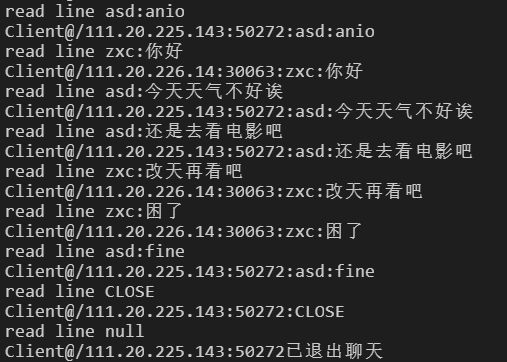 read line asd:anio
Client@/111.20.225.143:50272:asd:anio
read line zxc:你好
Client@/111.20.226.14:30063:zxc:你好
read line asd:今天天气不好诶
Client@/111.20.225.143:50272:asd:今天天气不好诶
read line asd:还是去看电影吧
Client@/111.20.225.143:50272:asd:还是去看电影吧
read line zxc:改天再看吧
Client@/111.20.226.14:30063:zxc:改天再看吧
read line zxc:困了
Client@/111.20.226.14:30063:zxc:困了
read line asd:fine
Client@/111.20.225.143:50272:asd:fine
read line CLOSE
Client@/111.20.225.143:50272:CLOSE
read line null
Client@/111.20.225.143:50272已退出聊天